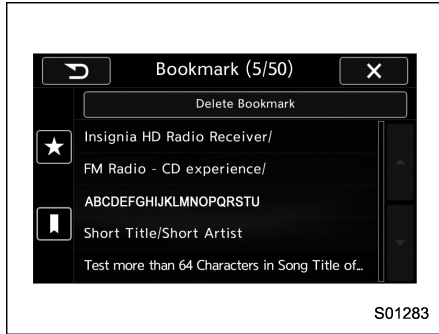 Bookmark (5/50)
Delete Bookmark
Insignia HD Radio Receiver/
FM Radio - CD experience/
ABCDEFGHIJKLMNOPQRSTU
Short Title/Short Artist
Test more than 64 Characters in Song Title of...
S01283